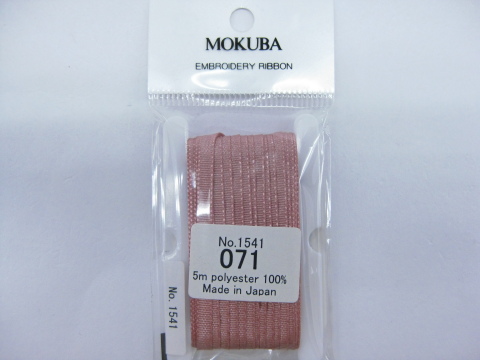 MOKUBA
EMBROIDERY RIBBON
No.1541
071
5m polyester 100%
Made in Japan
No. 1541